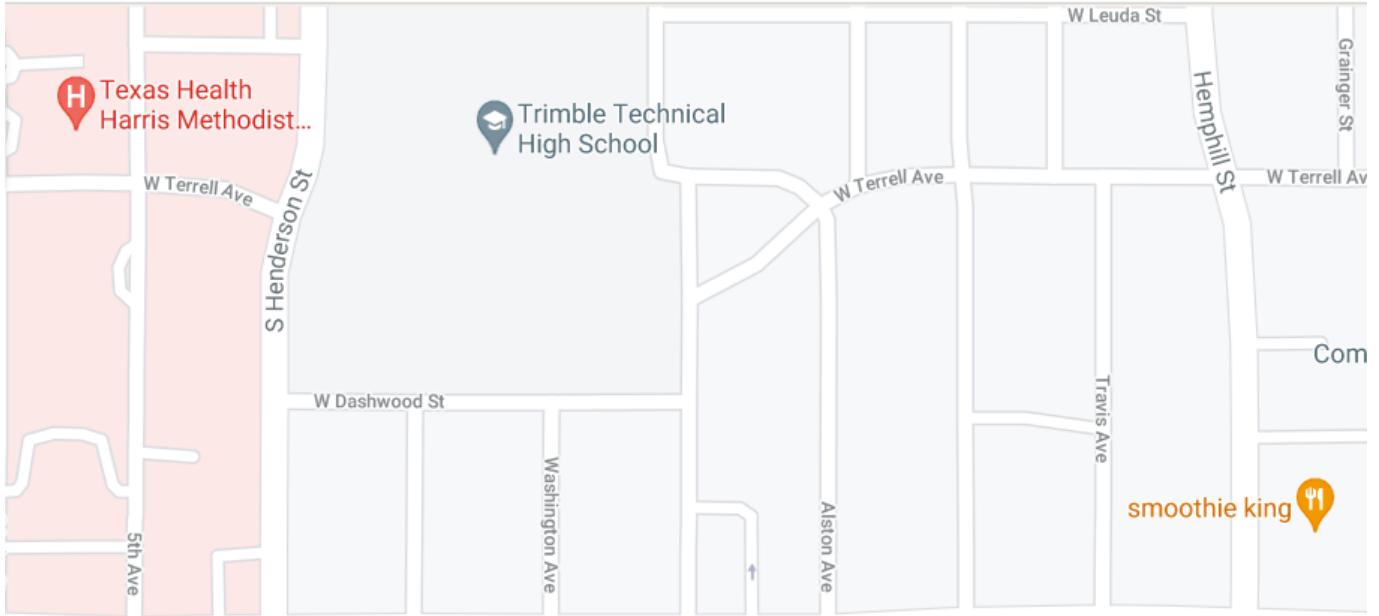 W Leuda St
Grainger St
Hemphill St
H
Texas Health
Harris Methodist...
Trimble Technical
High School
W Terrell Ave
S Henderson St
W Terrell Ave
W Terrell Av
Com
W Dashwood St
Travis Ave
Washington Ave
Alston Ave
smoothie king
5th Ave